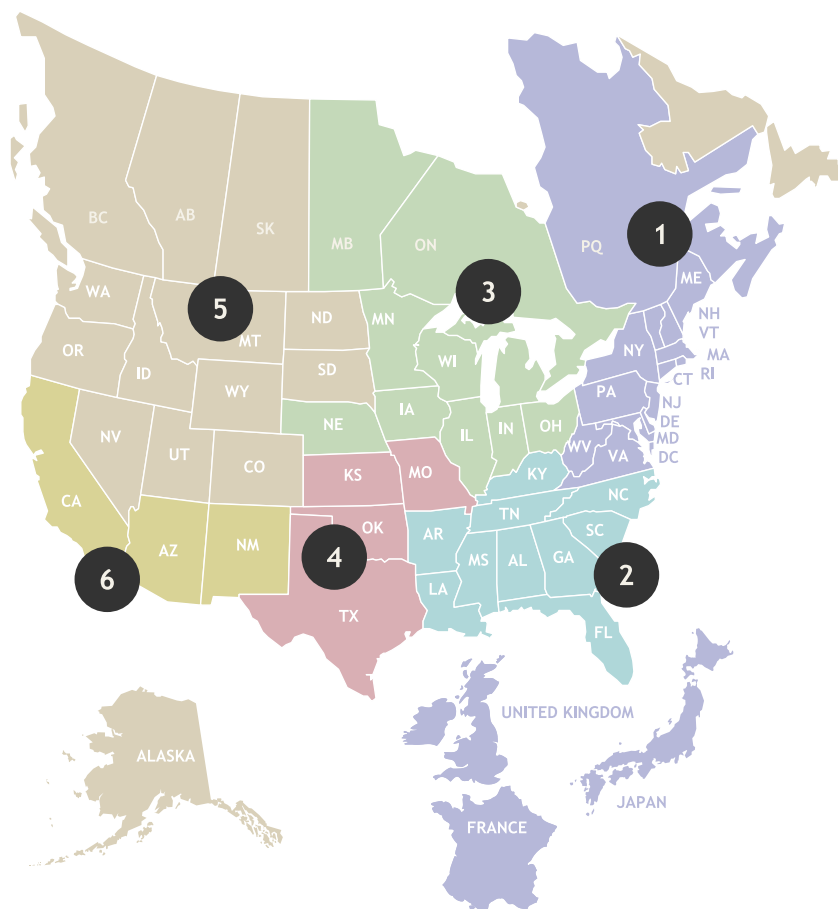 1
BC
AB
SK
MB
ON
PQ
ME
WA
5
3
MT
ND
MN
NH
VT
OR
ID
WY
SD
WI
NY
MA
CT
RI
PA
NJ
NV
UT
CO
NE
IA
IL
IN
OH
WV
VA
DE
MD
DC
CA
KS
MO
KY
NC
AZ
NM
OK
AR
TN
SC
6
4
MS
AL
GA
2
LA
TX
FL
UNITED KINGDOM
ALASKA
JAPAN
FRANCE